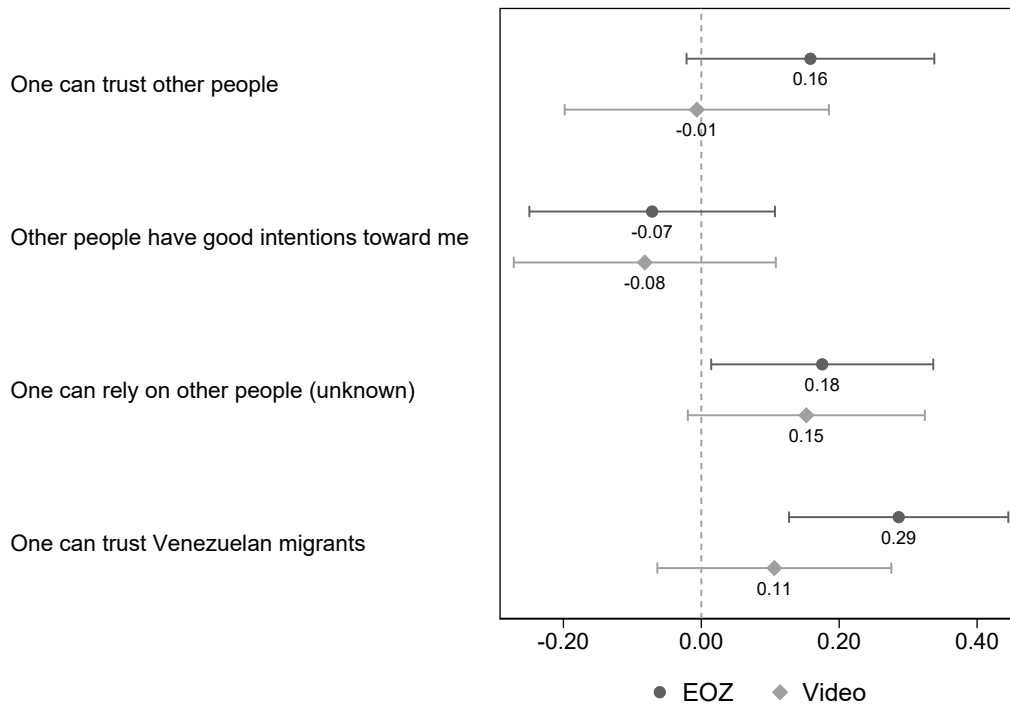 One can trust other people
0.16
-0.01
Other people have good intentions toward me
-0.07
-0.08
One can rely on other people (unknown)
0.18
0.15
One can trust Venezuelan migrants
0.29
0.11
-0.20 0.00 0.20 0.40
EOZ Video